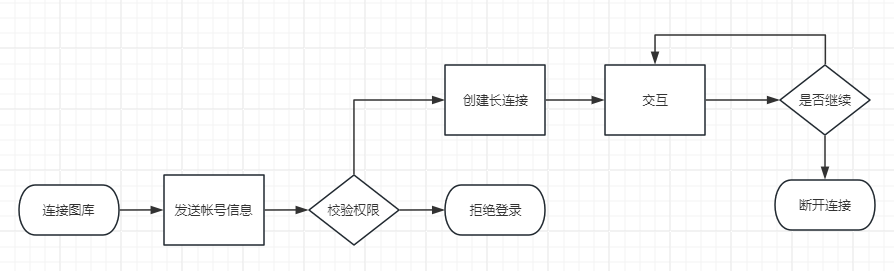 创建长连接
交互
是否继续
连接图库
发送帐号信息
校验权限
拒绝登录
断开连接